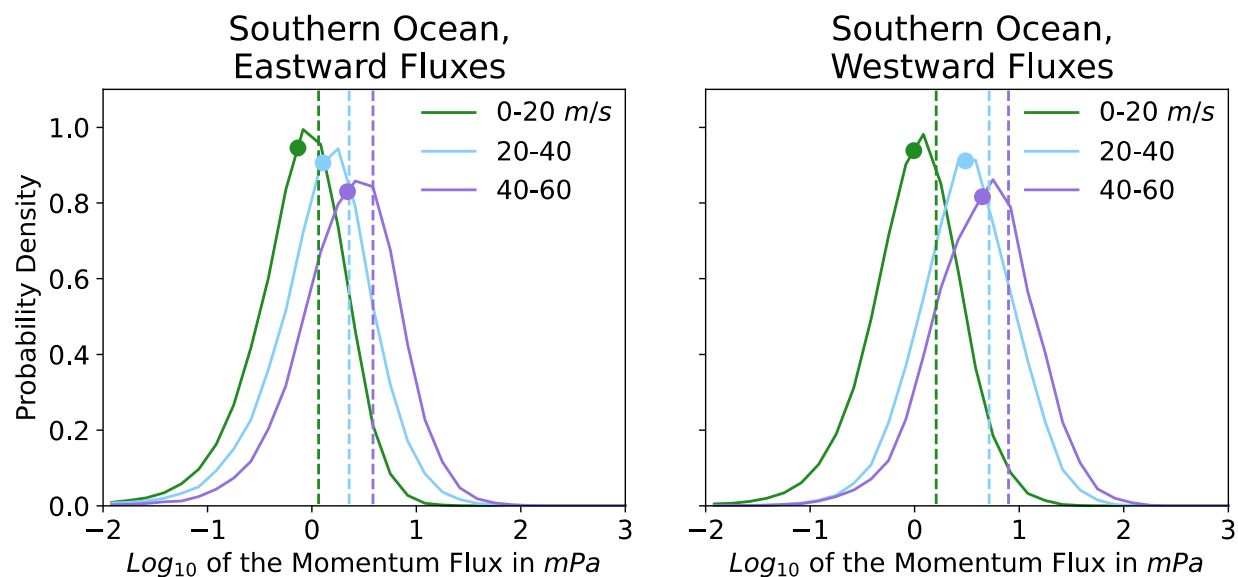 Southern Ocean,
Eastward Fluxes
Probability Density
1.0
0.8
0.6
0.4
0.2
0.0
0-20 m/s
20-40
40-60
−2
−1
0
1
2
3
Log₁₀ of the Momentum Flux in mPa
Southern Ocean,
Westward Fluxes
0-20 m/s
20-40
40-60
−2
−1
0
1
2
3
Log₁₀ of the Momentum Flux in mPa